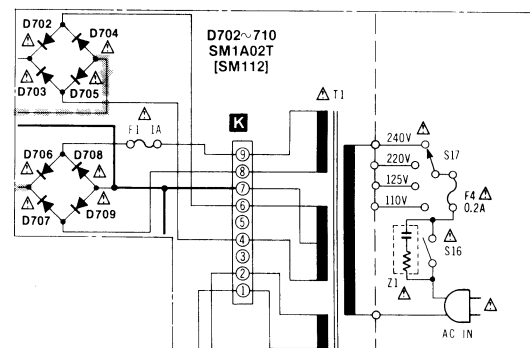 D702
D704
D703
D705
D702~710
SM1A02T
[SM112]
F1 1A
K
T1
D706
D708
D707
D709
9
8
7
6
5
4
3
2
1
240V
220V
125V
110V
S17
F4
0.2A
S16
Z1
AC IN